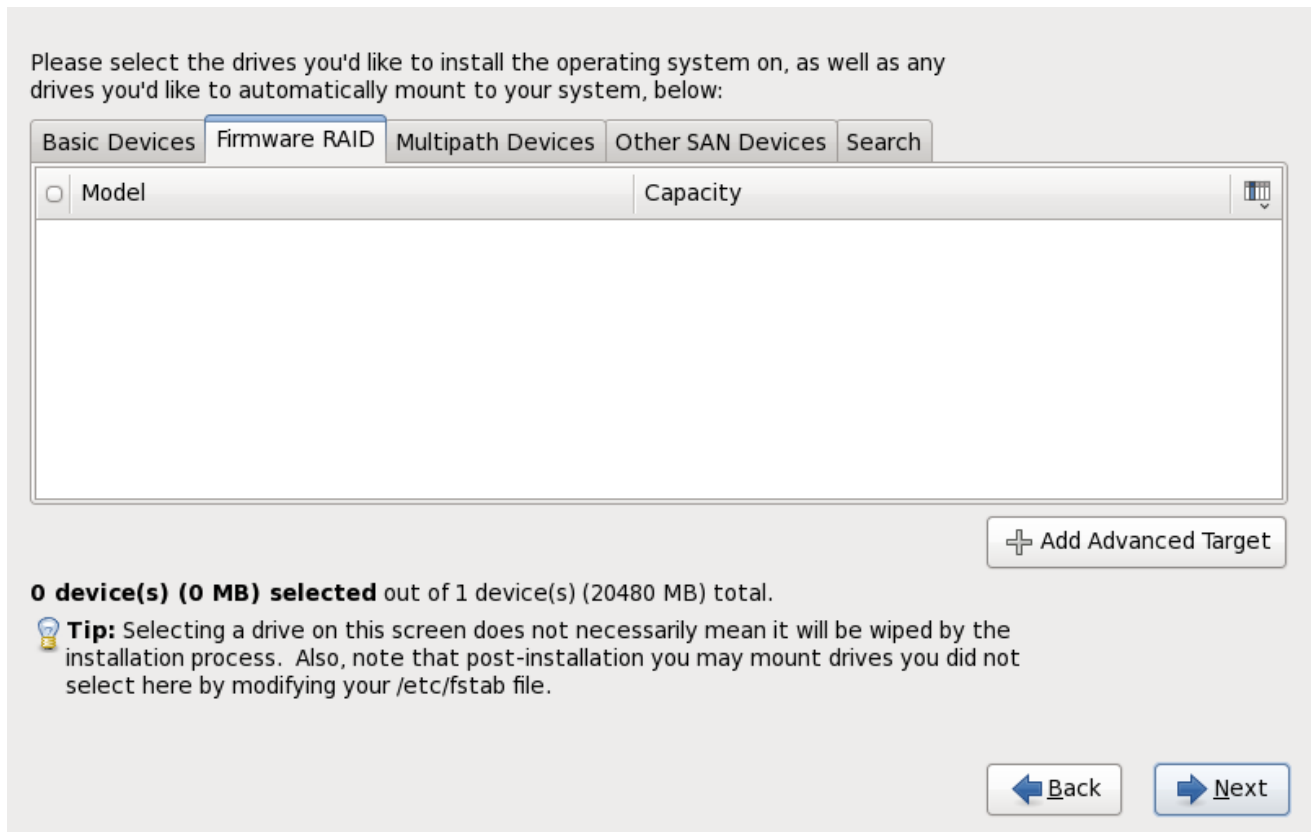 Please select the drives you'd like to install the operating system on, as well as any
drives you'd like to automatically mount to your system, below:
Basic Devices Firmware RAID Multipath Devices Other SAN Devices Search
Model Capacity
Add Advanced Target
0 device(s) (0 MB) selected out of 1 device(s) (20480 MB) total.
Tip: Selecting a drive on this screen does not necessarily mean it will be wiped by the
installation process.  Also, note that post-installation you may mount drives you did not
select here by modifying your /etc/fstab file.
Back Next